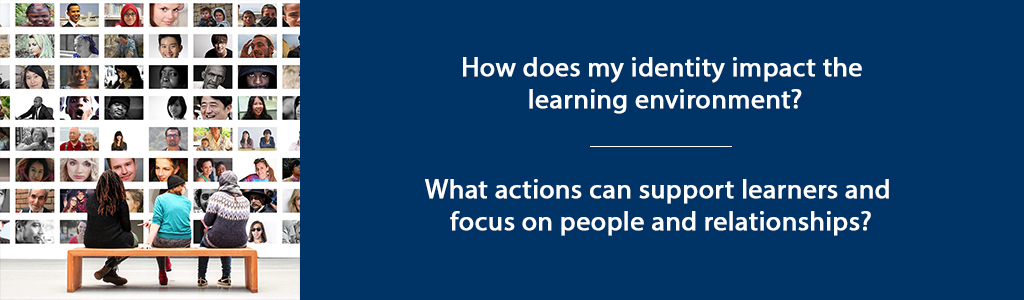 How does my identity impact the
learning environment?
What actions can support learners and
focus on people and relationships?